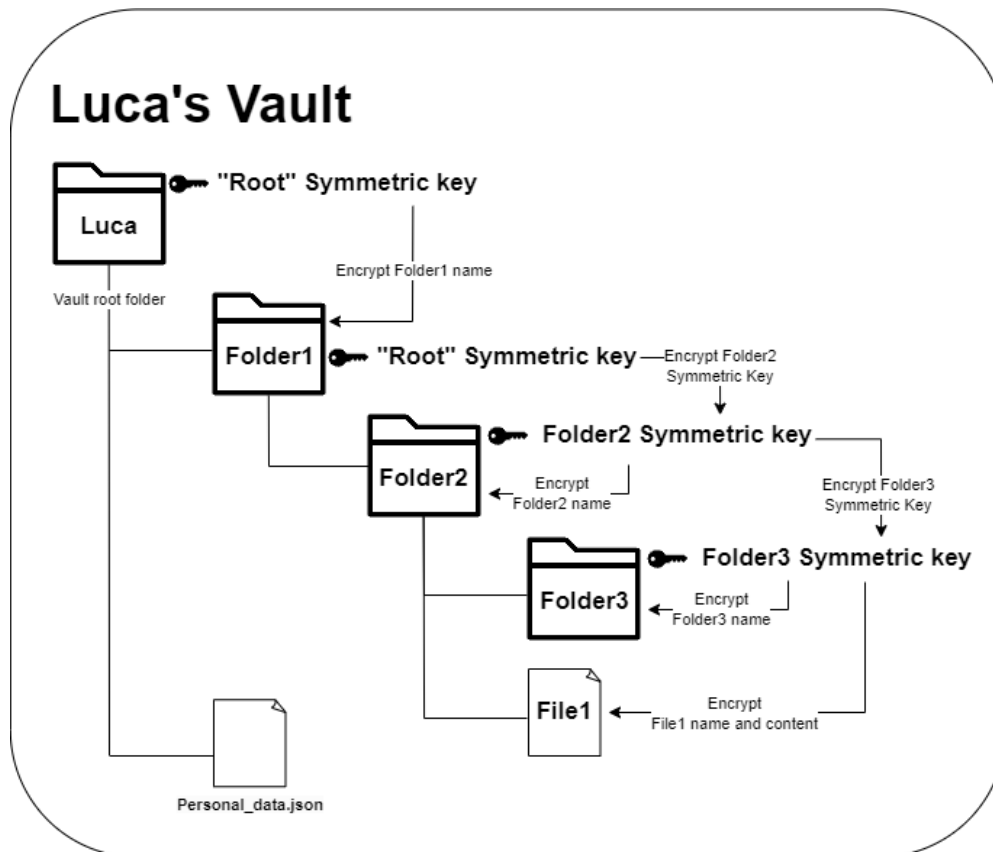 Luca's Vault
"Root" Symmetric key
Luca
Encrypt Folder1 name
Vault root folder
Folder1
"Root" Symmetric key
Encrypt Folder2
Symmetric Key
Folder2 Symmetric key
Folder2
Encrypt
Folder2 name
Encrypt Folder3
Symmetric Key
Folder3 Symmetric key
Folder3
Encrypt
Folder3 name
File1
Encrypt
File1 name and content
Personal_data.json